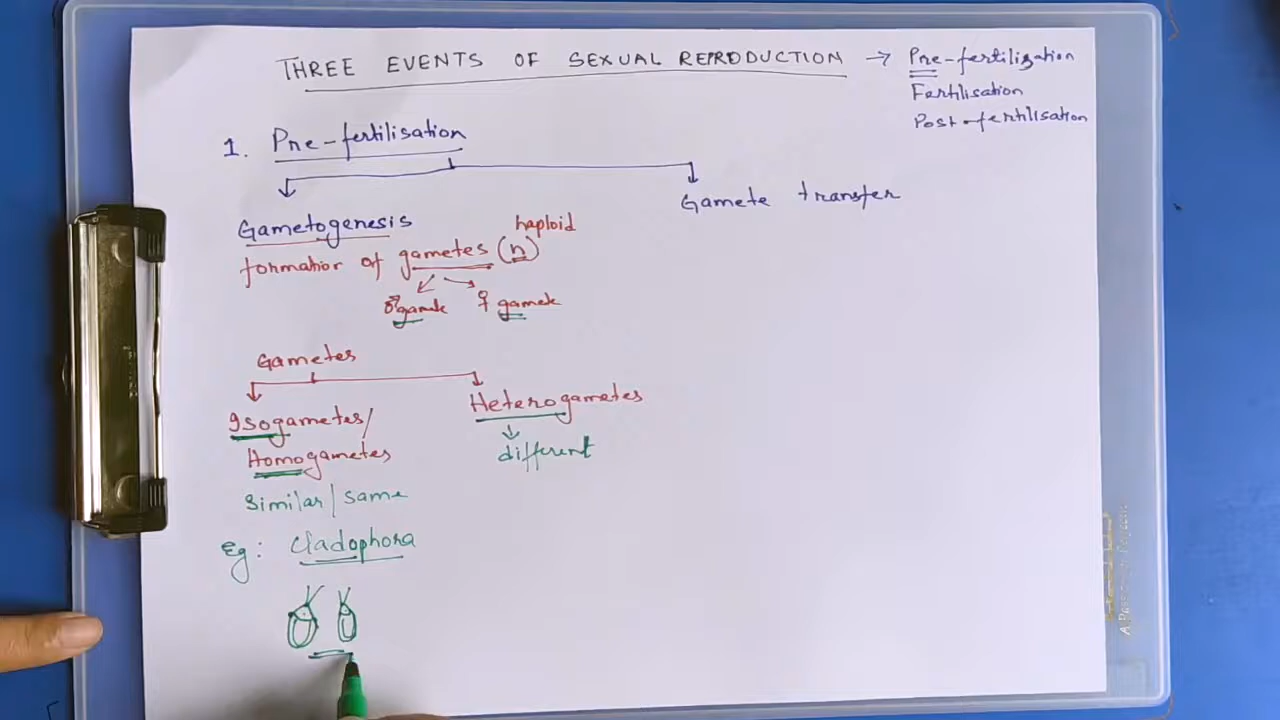 THREE EVENTS OF SEXUAL REPRODUCTION → Pre-fertilization
Fertilisation
Post-fertilisation
1. Pre-fertilisation
Gametogenesis
Gamete transfer
haploid
formation of gametes (n)
♂ gamete ♀ gamete
Gametes
Isogametes/
Homogametes
Heterogametes
different
Similar/same
Eg: Cladophora